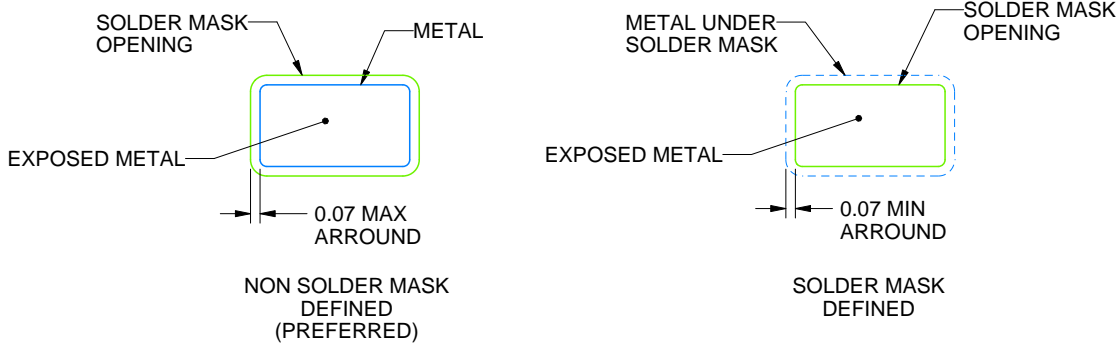 SOLDER MASK
OPENING
METAL
EXPOSED METAL
0.07 MAX
ARROUND
NON SOLDER MASK
DEFINED
(PREFERRED)
METAL UNDER
SOLDER MASK
SOLDER MASK
OPENING
EXPOSED METAL
0.07 MIN
ARROUND
SOLDER MASK
DEFINED